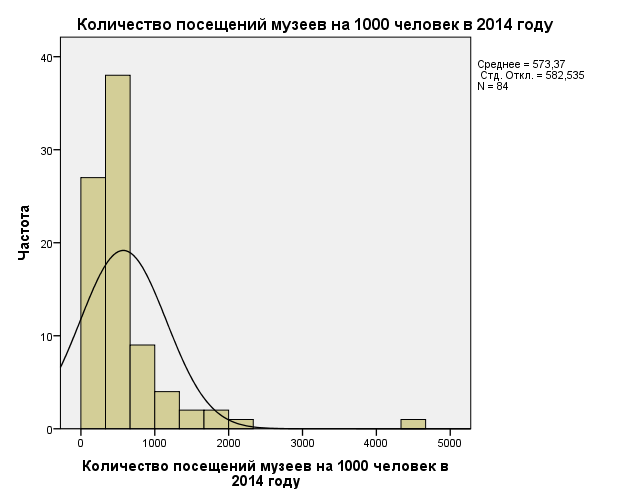 Количество посещений музеев на 1000 человек в 2014 году
Среднее = 573,37
Стд. Откл. = 582,535
N = 84
Частота
40
30
20
10
0
0 1000 2000 3000 4000 5000
Количество посещений музеев на 1000 человек в
2014 году